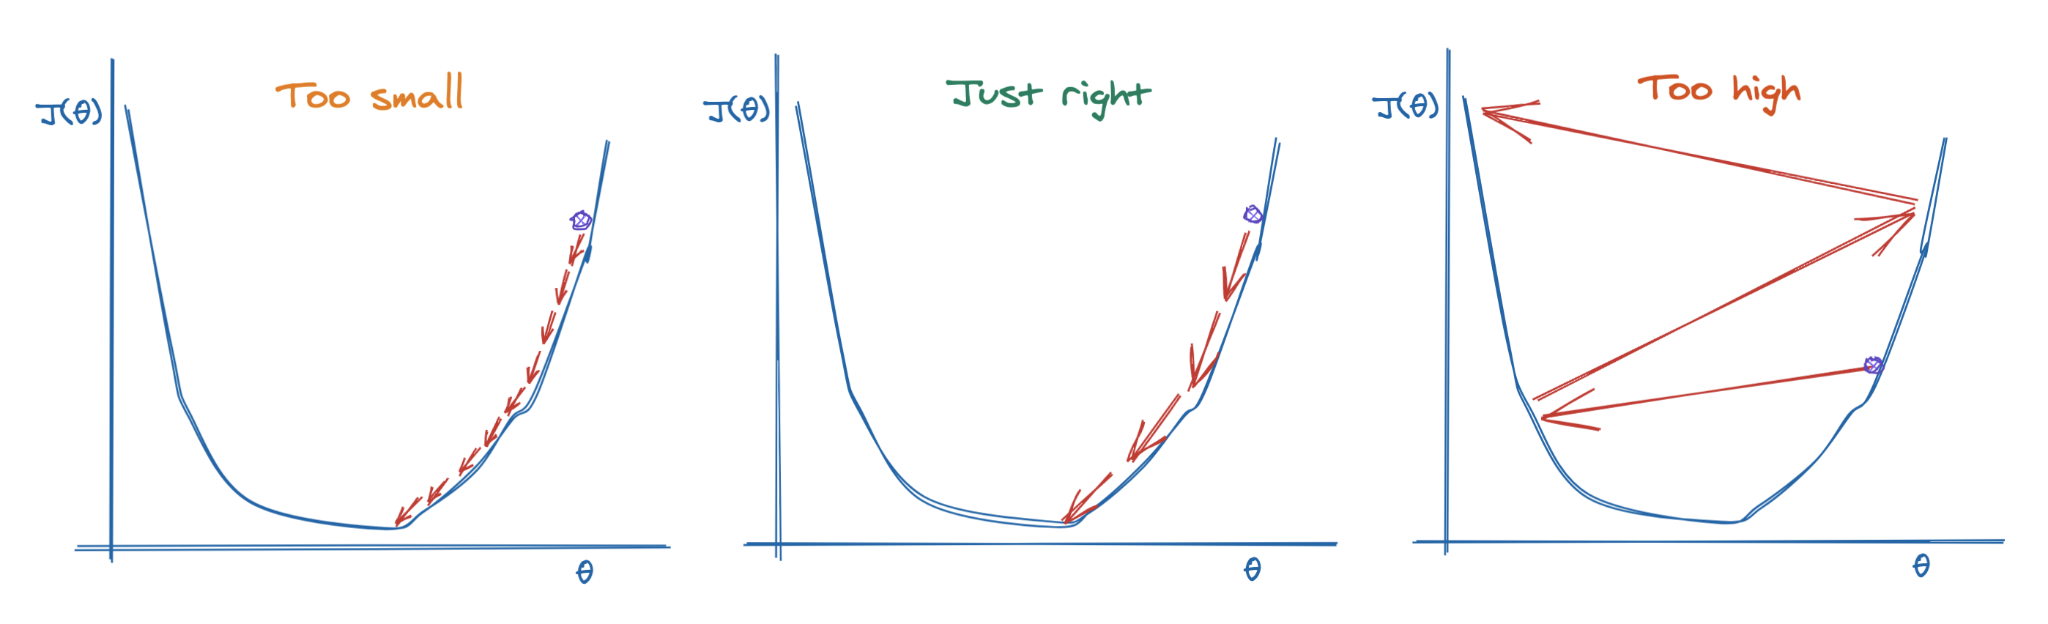 Too small
J(θ)
θ
Just right
J(θ)
θ
Too high
J(θ)
θ